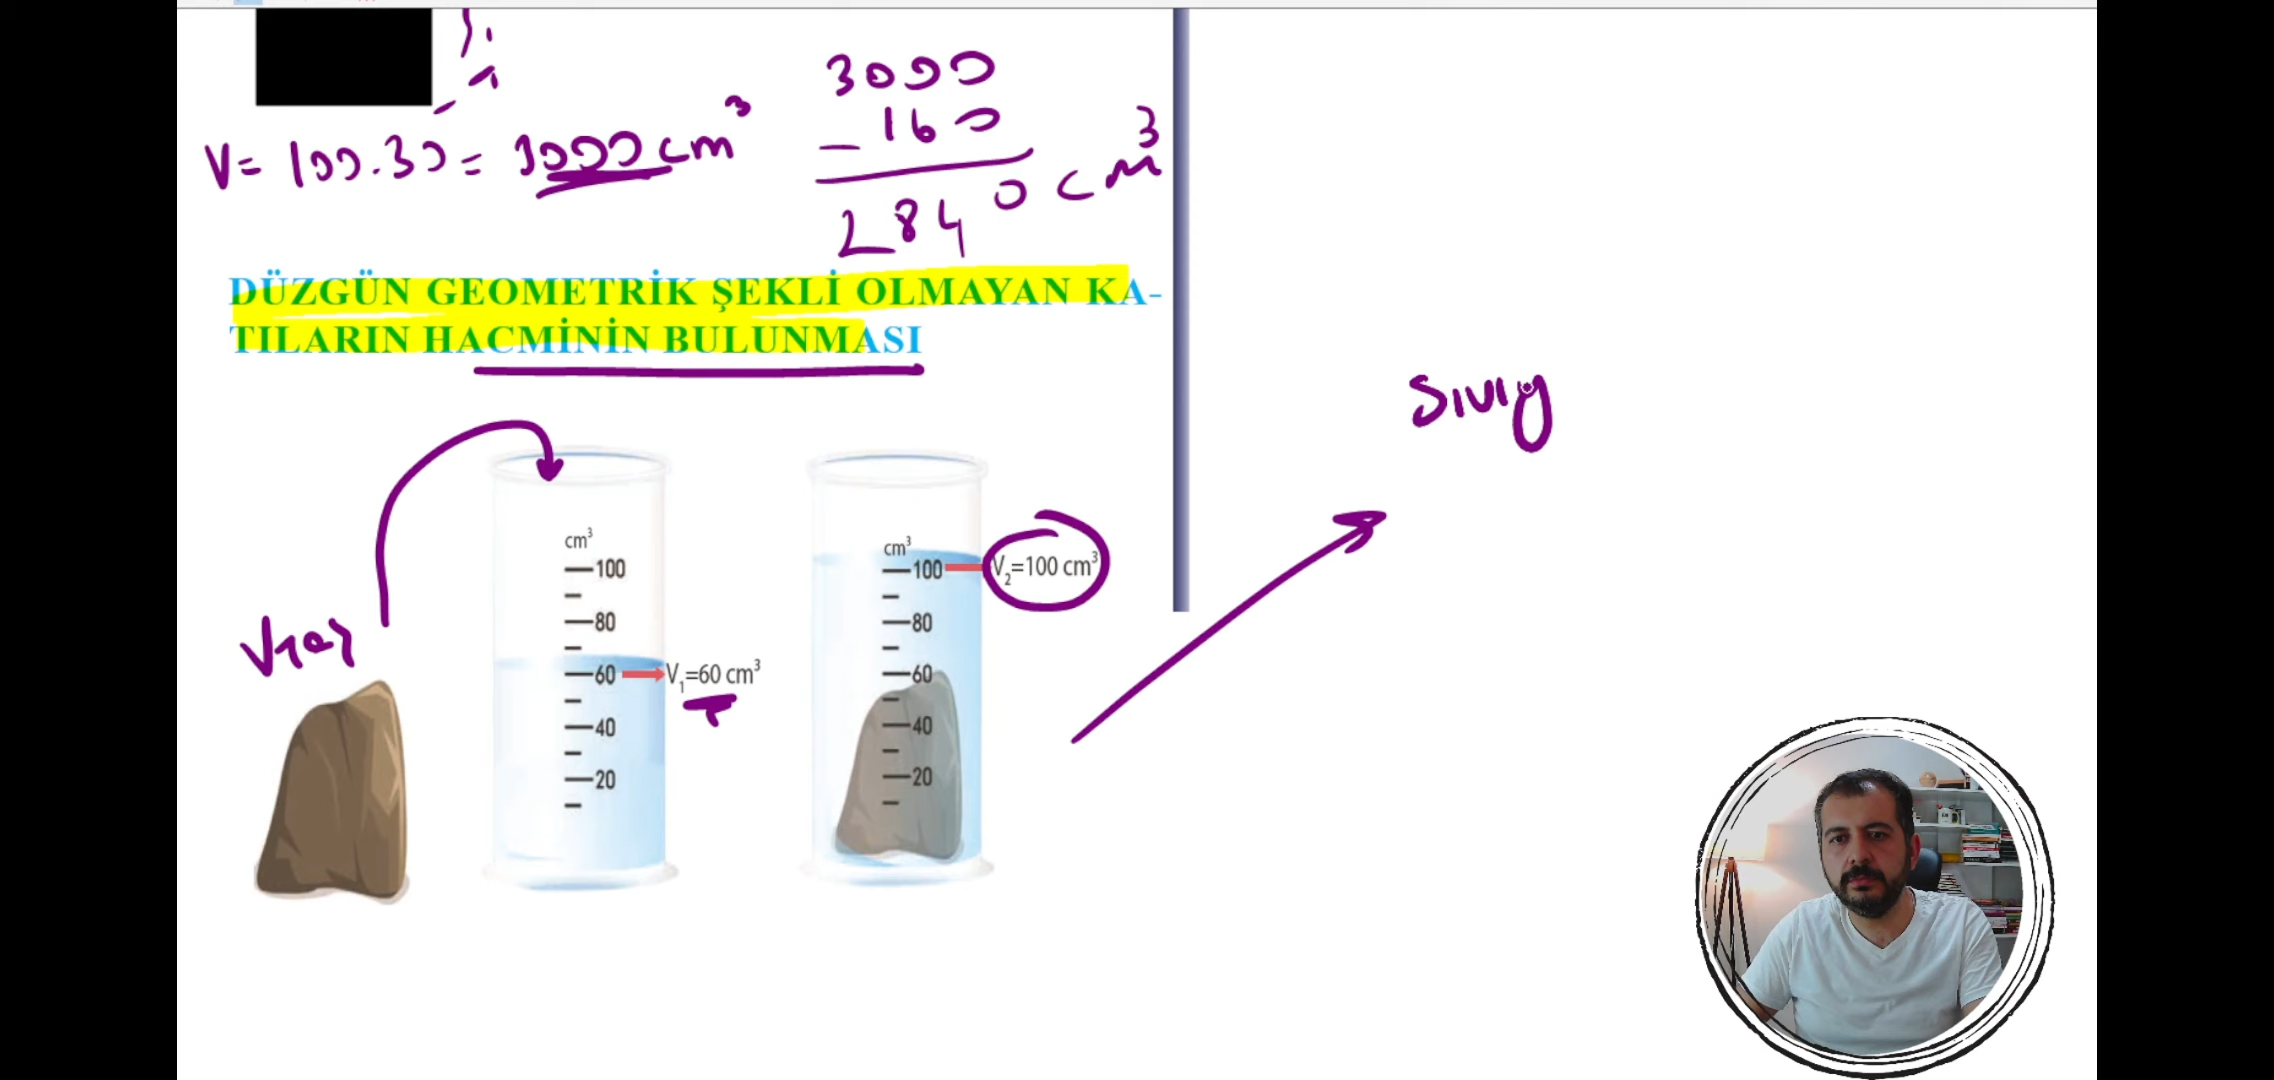 3000
- 160
V = 100.30 = 3000 cm³
2840 cm³
DÜZGÜN GEOMETRİK ŞEKLİ OLMAYAN KA-
TILARIN HACMİNİN BULUNMASI
Sıvıy
cm³
100
80
60
40
20
V₁=60 cm³
cm³
100
80
60
40
20
V₂=100 cm³